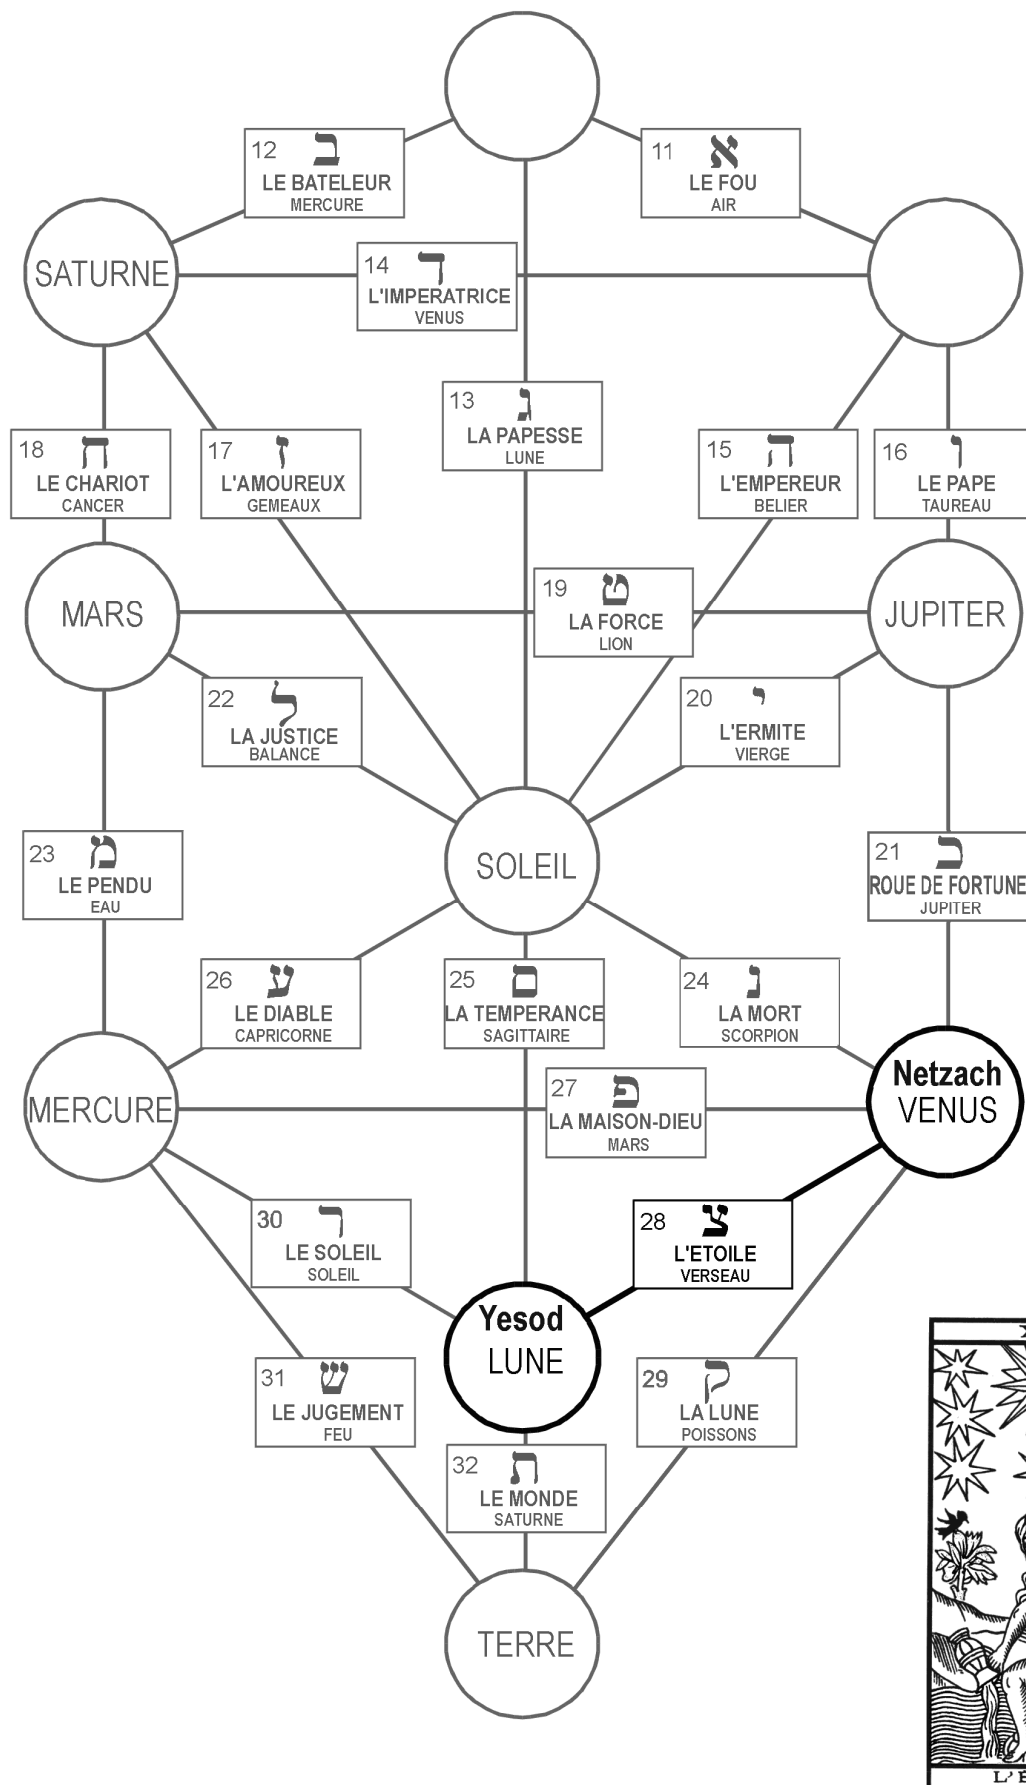 12 ב
LE BATELEUR
MERCURE
11 א
LE FOU
AIR
SATURNE
14 ד
L'IMPERATRICE
VENUS
13 ג
LA PAPESSE
LUNE
18 ח
LE CHARIOT
CANCER
17 ז
L'AMOUREUX
GEMEAUX
15 ה
L'EMPEREUR
BELIER
16 ו
LE PAPE
TAUREAU
MARS
19 ט
LA FORCE
LION
JUPITER
22 ל
LA JUSTICE
BALANCE
20 י
L'ERMITE
VIERGE
23 מ
LE PENDU
EAU
SOLEIL
21 כ
ROUE DE FORTUNE
JUPITER
26 ע
LE DIABLE
CAPRICORNE
25 ם
LA TEMPERANCE
SAGITTAIRE
24 נ
LA MORT
SCORPION
MERCURE
27 פ
LA MAISON-DIEU
MARS
Netzach
VENUS
30 ר
LE SOLEIL
SOLEIL
28 צ
L'ETOILE
VERSEAU
Yesod
LUNE
31 ש
LE JUGEMENT
FEU
29 ק
LA LUNE
POISSONS
32 ת
LE MONDE
SATURNE
TERRE